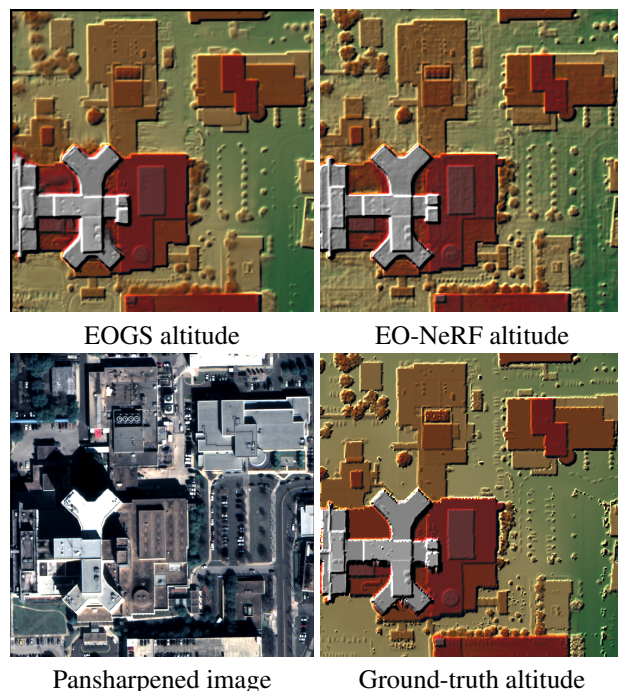 EOGS altitude
EO-NeRF altitude
Pansharpened image
Ground-truth altitude